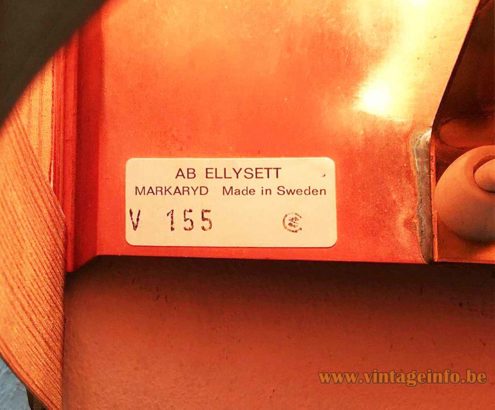 AB ELLYSETT
MARKARYD Made in Sweden
V 155
www.vintageinfo.be